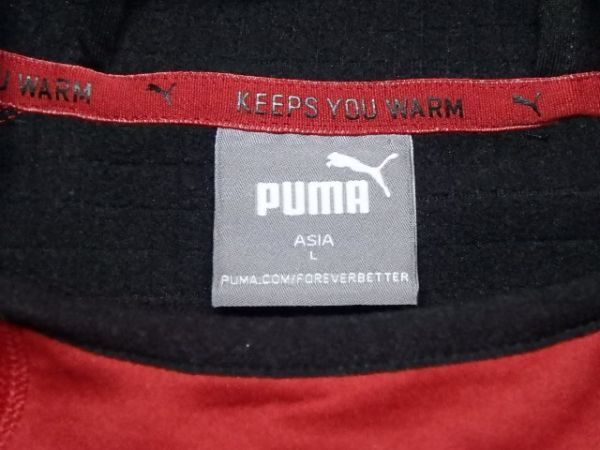 U WARM KEEPS YOU WARM
PUMA
ASIA
L
PUMA.COM/FOREVERBETTER